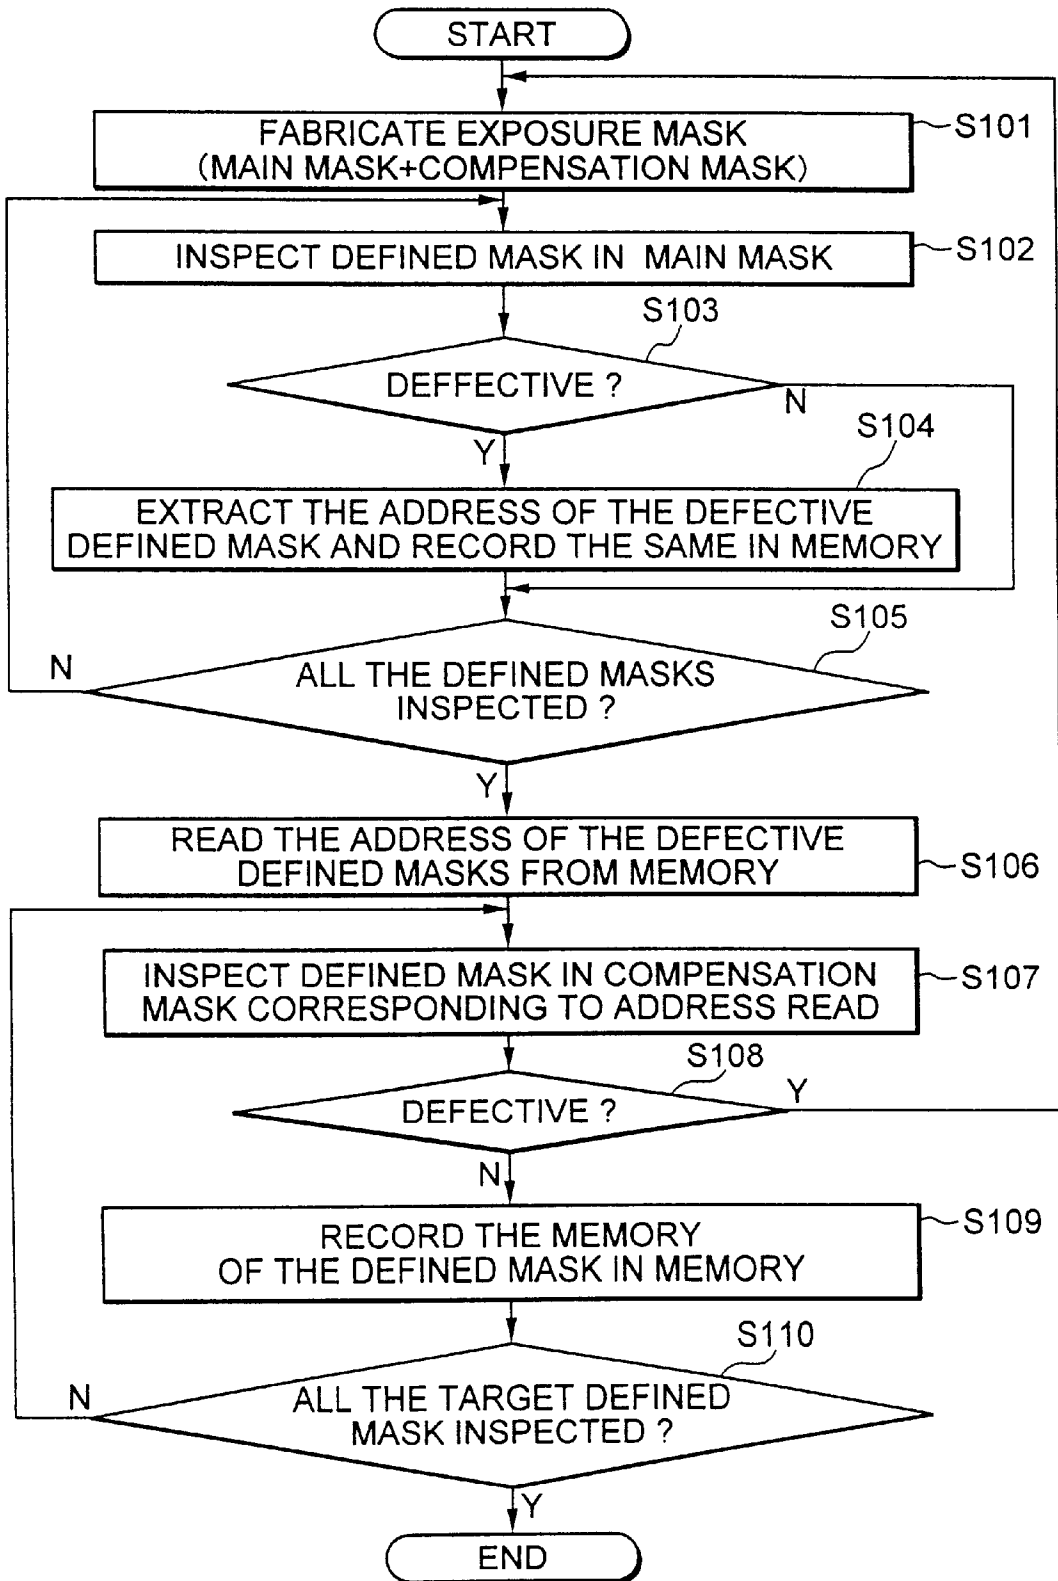 START
FABRICATE EXPOSURE MASK
(MAIN MASK+COMPENSATION MASK)
S101
INSPECT DEFINED MASK IN MAIN MASK
S102
S103
DEFFECTIVE ?
N
Y
S104
EXTRACT THE ADDRESS OF THE DEFECTIVE
DEFINED MASK AND RECORD THE SAME IN MEMORY
S105
N
ALL THE DEFINED MASKS
INSPECTED ?
Y
READ THE ADDRESS OF THE DEFECTIVE
DEFINED MASKS FROM MEMORY
S106
INSPECT DEFINED MASK IN COMPENSATION
MASK CORRESPONDING TO ADDRESS READ
S107
S108
DEFECTIVE ?
Y
N
RECORD THE MEMORY
OF THE DEFINED MASK IN MEMORY
S109
S110
N
ALL THE TARGET DEFINED
MASK INSPECTED ?
Y
END